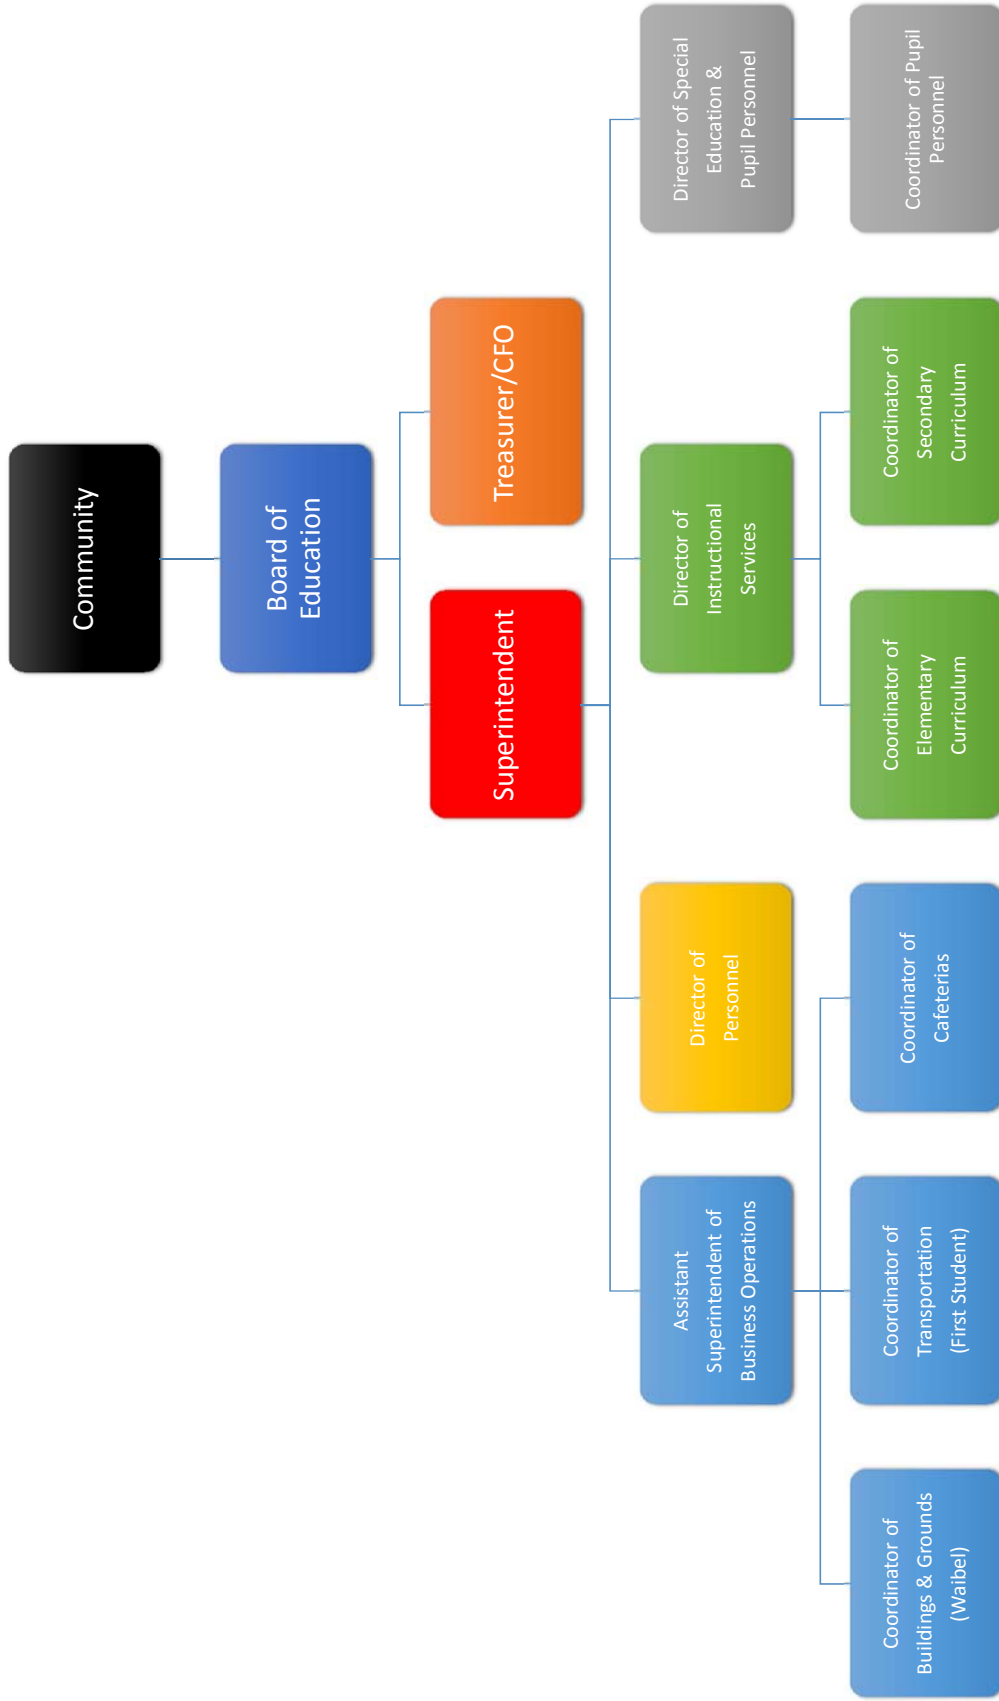 Community
Board of
Education
Superintendent
Treasurer/CFO
Assistant
Superintendent of
Business Operations
Director of
Personnel
Director of
Instructional
Services
Director of Special
Education &
Pupil Personnel
Coordinator of
Buildings & Grounds
(Waibel)
Coordinator of
Transportation
(First Student)
Coordinator of
Cafeterias
Coordinator of
Elementary
Curriculum
Coordinator of
Secondary
Curriculum
Coordinator of Pupil
Personnel